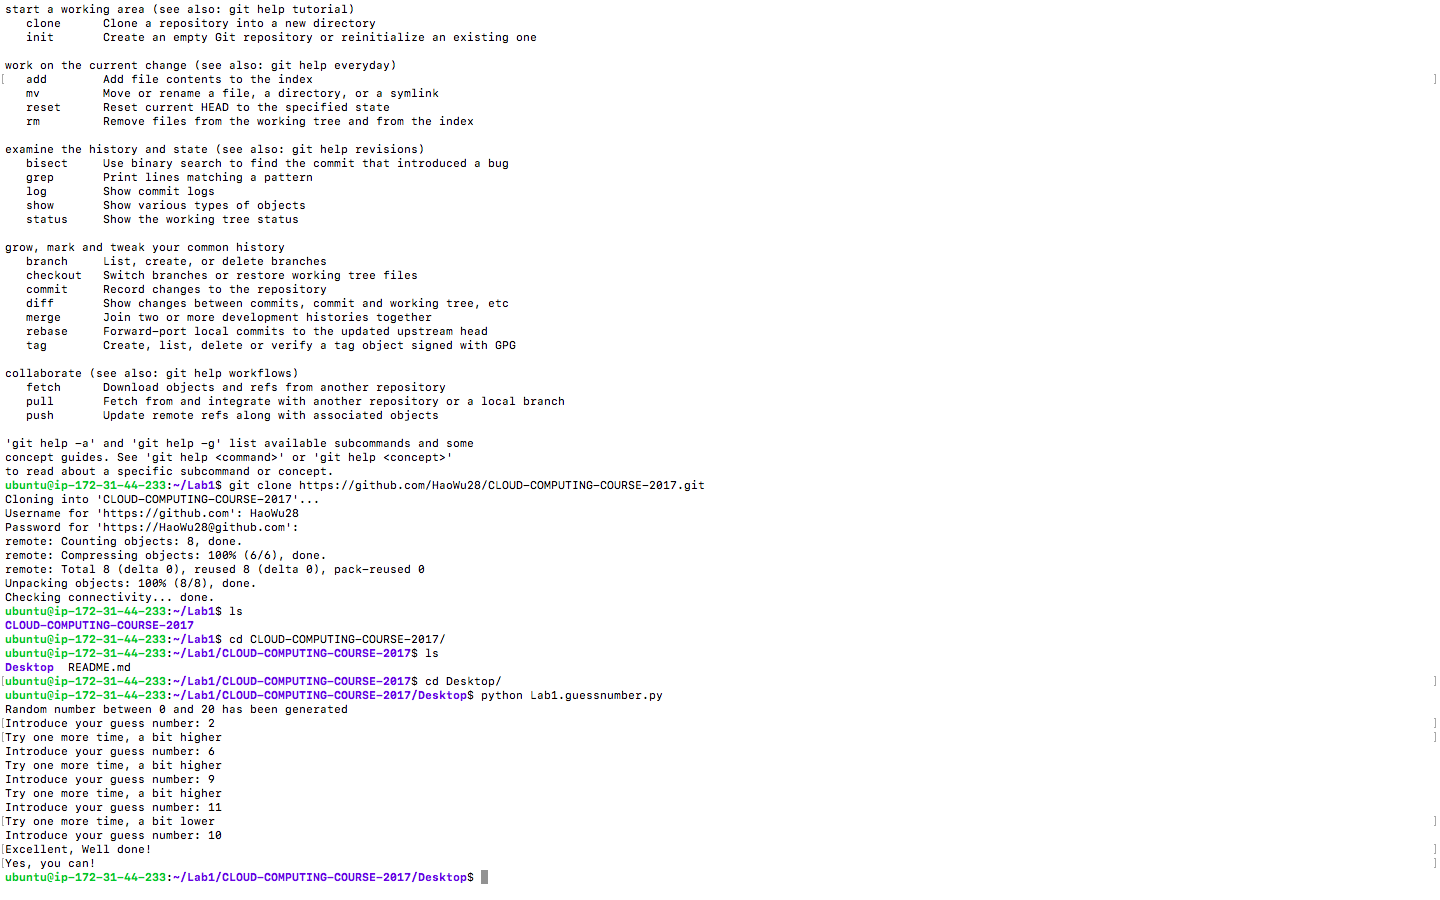 start a working area (see also: git help tutorial)
   clone      Clone a repository into a new directory
   init       Create an empty Git repository or reinitialize an existing one

work on the current change (see also: git help everyday)
[  add        Add file contents to the index ]
   mv         Move or rename a file, a directory, or a symlink
   reset      Reset current HEAD to the specified state
   rm         Remove files from the working tree and from the index

examine the history and state (see also: git help revisions)
   bisect     Use binary search to find the commit that introduced a bug
   grep       Print lines matching a pattern
   log        Show commit logs
   show       Show various types of objects
   status     Show the working tree status

grow, mark and tweak your common history
   branch     List, create, or delete branches
   checkout   Switch branches or restore working tree files
   commit     Record changes to the repository
   diff       Show changes between commits, commit and working tree, etc
   merge      Join two or more development histories together
   rebase     Forward-port local commits to the updated upstream head
   tag        Create, list, delete or verify a tag object signed with GPG

collaborate (see also: git help workflows)
   fetch      Download objects and refs from another repository
   pull       Fetch from and integrate with another repository or a local branch
   push       Update remote refs along with associated objects

'git help -a' and 'git help -g' list available subcommands and some
concept guides. See 'git help <command>' or 'git help <concept>'
to read about a specific subcommand or concept.
ubuntu@ip-172-31-44-233:~/Lab1$ git clone https://github.com/HaoWu28/CLOUD-COMPUTING-COURSE-2017.git
Cloning into 'CLOUD-COMPUTING-COURSE-2017'...
Username for 'https://github.com': HaoWu28
Password for 'https://HaoWu28@github.com':
remote: Counting objects: 8, done.
remote: Compressing objects: 100% (6/6), done.
remote: Total 8 (delta 0), reused 8 (delta 0), pack-reused 0
Unpacking objects: 100% (8/8), done.
Checking connectivity... done.
ubuntu@ip-172-31-44-233:~/Lab1$ ls
CLOUD-COMPUTING-COURSE-2017
ubuntu@ip-172-31-44-233:~/Lab1$ cd CLOUD-COMPUTING-COURSE-2017/
ubuntu@ip-172-31-44-233:~/Lab1/CLOUD-COMPUTING-COURSE-2017$ ls
Desktop  README.md
[ubuntu@ip-172-31-44-233:~/Lab1/CLOUD-COMPUTING-COURSE-2017$ cd Desktop/ ]
ubuntu@ip-172-31-44-233:~/Lab1/CLOUD-COMPUTING-COURSE-2017/Desktop$ python Lab1.guessnumber.py
Random number between 0 and 20 has been generated
[Introduce your guess number: 2 ]
[Try one more time, a bit higher ]
Introduce your guess number: 6
Try one more time, a bit higher
Introduce your guess number: 9
Try one more time, a bit higher
Introduce your guess number: 11
[Try one more time, a bit lower ]
Introduce your guess number: 10
[Excellent, Well done! ]
[Yes, you can! ]
ubuntu@ip-172-31-44-233:~/Lab1/CLOUD-COMPUTING-COURSE-2017/Desktop$